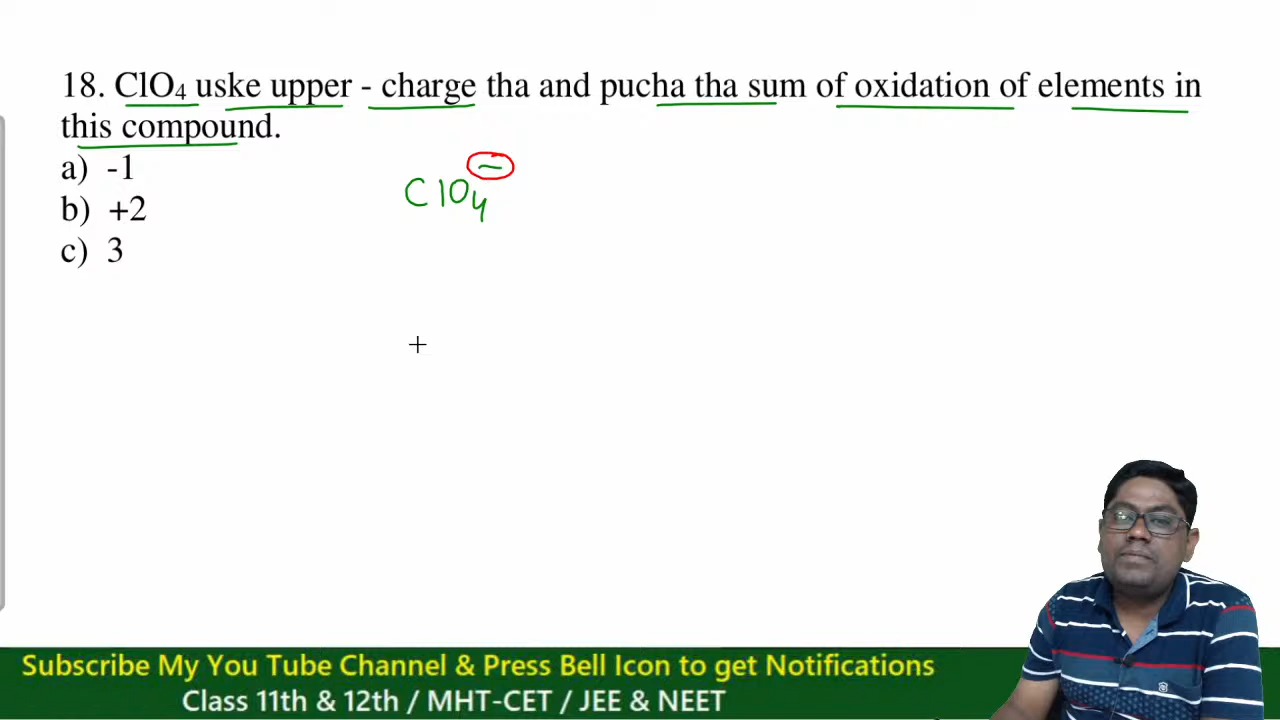 18. ClO₄ uske upper - charge tha and pucha tha sum of oxidation of elements in
this compound.
a) -1
b) +2
c) 3
ClO₄⁻
Subscribe My You Tube Channel & Press Bell Icon to get Notifications
Class 11th & 12th / MHT-CET / JEE & NEET